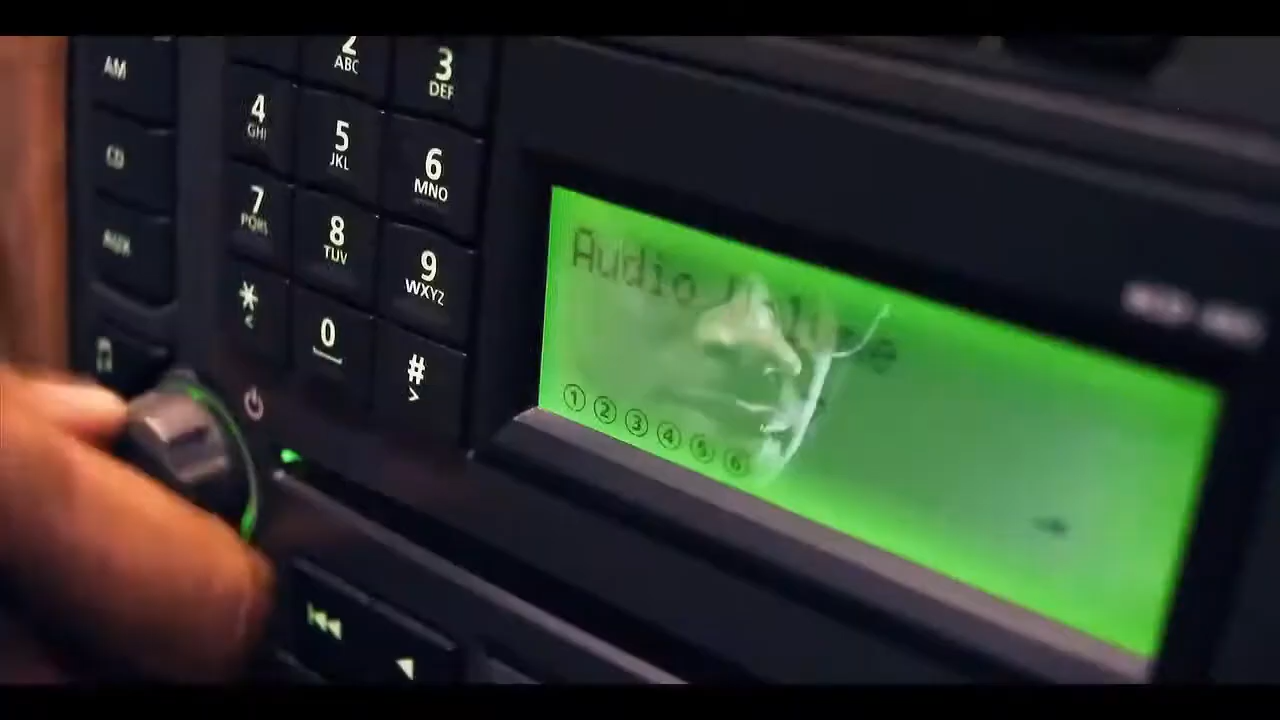 AM
CD
AUX
2
ABC
3
DEF
4
GHI
5
JKL
6
MNO
7
PQRS
8
TUV
9
WXYZ
*
<
0
#
>
Audio
① ② ③ ④ ⑤ ⑥